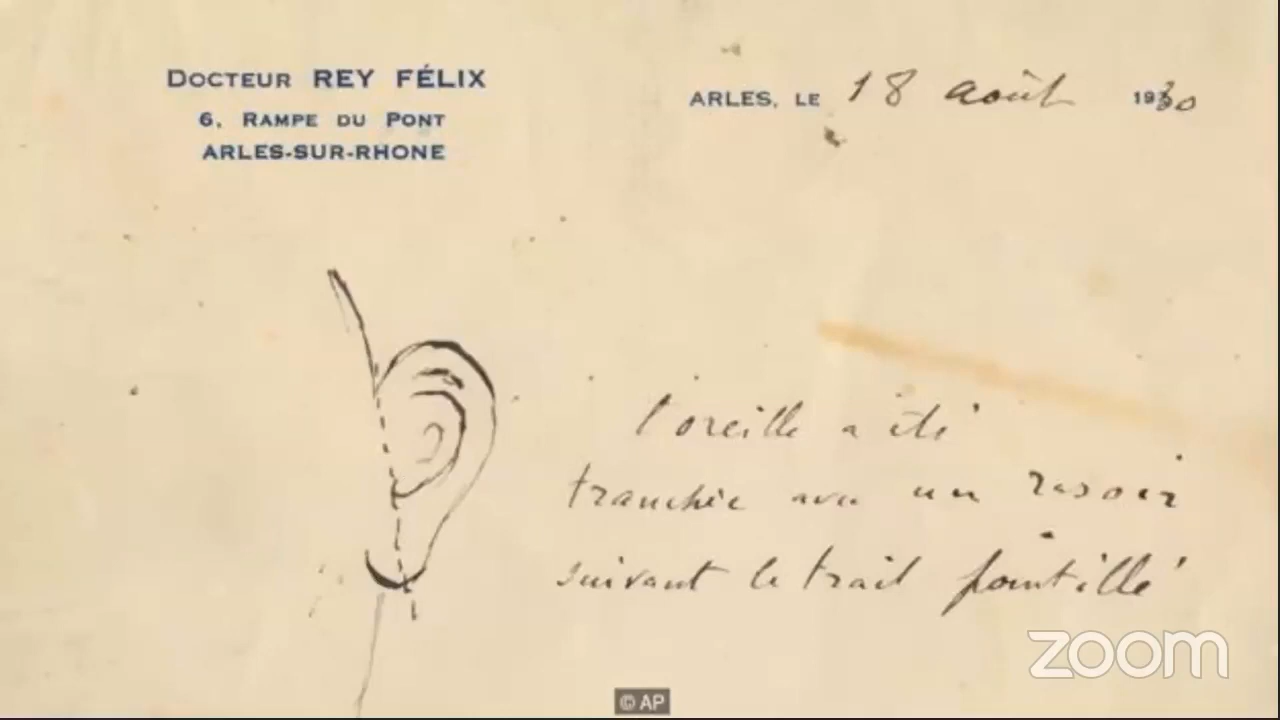 DOCTEUR REY FÉLIX
6, RAMPE DU PONT
ARLES-SUR-RHONE
ARLES, LE 18 août 1930
l'oreille a été
tranchée avec un rasoir
suivant le trait pointillé
zoom
© AP